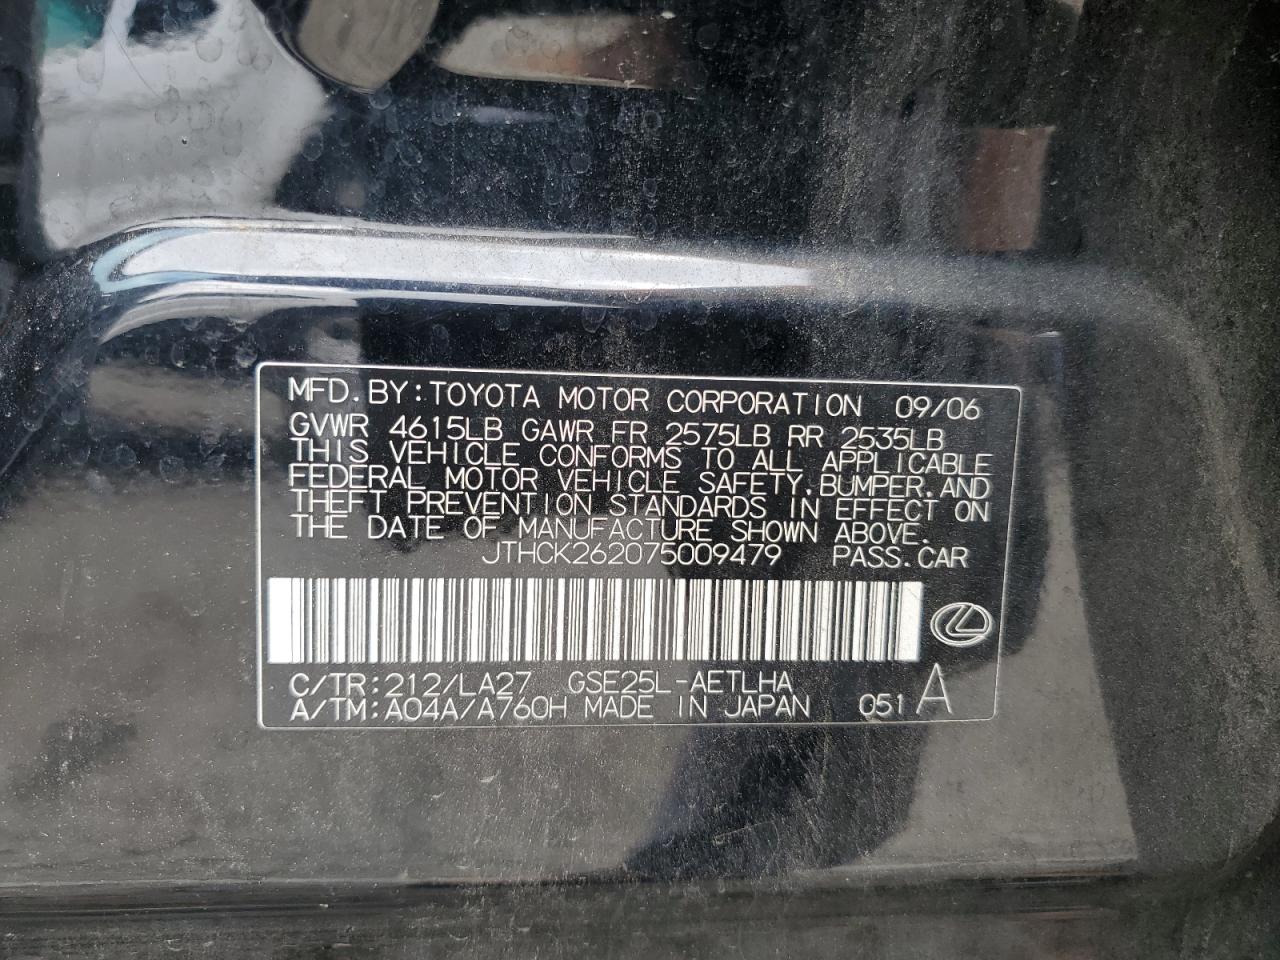 MFD. BY: TOYOTA MOTOR CORPORATION 09/06
GVWR 4615LB GAWR FR 2575LB RR 2535LB
THIS VEHICLE CONFORMS TO ALL APPLICABLE
FEDERAL MOTOR VEHICLE SAFETY, BUMPER, AND
THEFT PREVENTION STANDARDS IN EFFECT ON
THE DATE OF MANUFACTURE SHOWN ABOVE.
JTHCK262075009479 PASS. CAR
C/TR: 212/LA27 GSE25L-AETLHA
A/TM: A04A/A760H MADE IN JAPAN 051 A